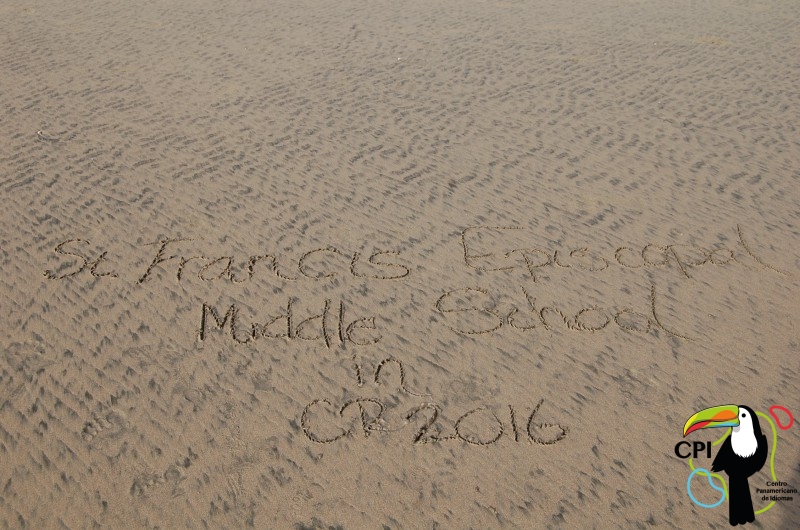 St Francis Episcopal
Middle School
in
CR 2016
CPI
Centro
Panamericano
de Idiomas